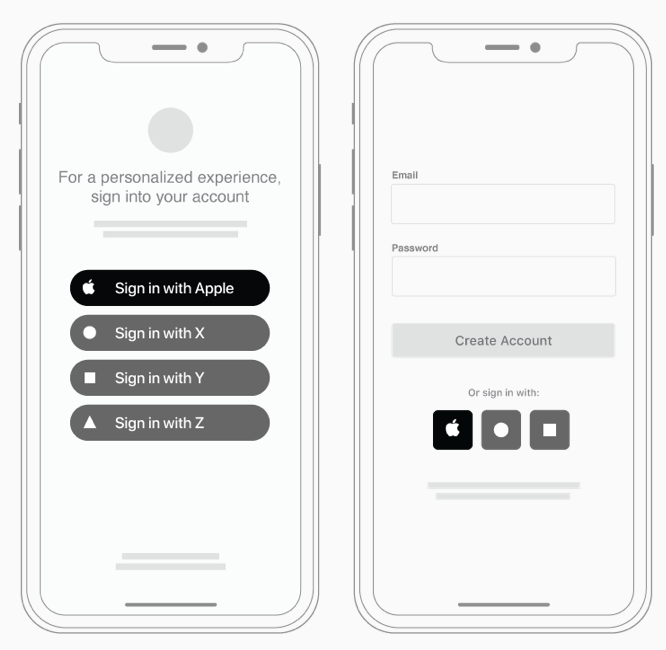 For a personalized experience,
sign into your account
Sign in with Apple
Sign in with X
Sign in with Y
Sign in with Z
Email
Password
Create Account
Or sign in with: